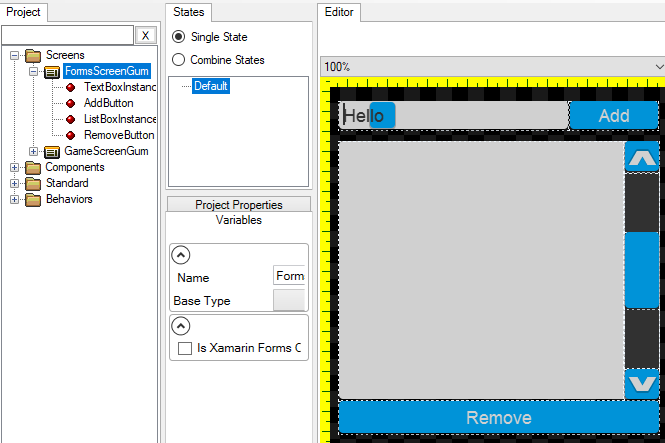 Project
X
Screens
FormsScreenGum
TextBoxInstanc
AddButton
ListBoxInstance
RemoveButton
GameScreenGum
Components
Standard
Behaviors
States
Single State
Combine States
Default
Project Properties
Variables
Name
Form
Base Type
Is Xamarin Forms C
Editor
100%
Hello
Add
Remove